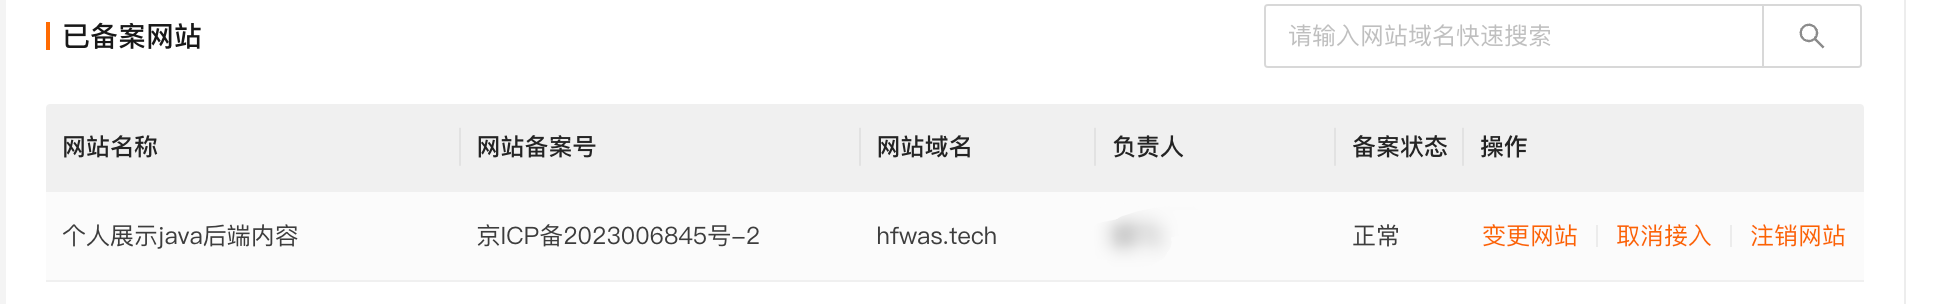 已备案网站
请输入网站域名快速搜索
网站名称 网站备案号 网站域名 负责人 备案状态 操作
个人展示java后端内容 京ICP备2023006845号-2 hfwas.tech 正常 变更网站 取消接入 注销网站